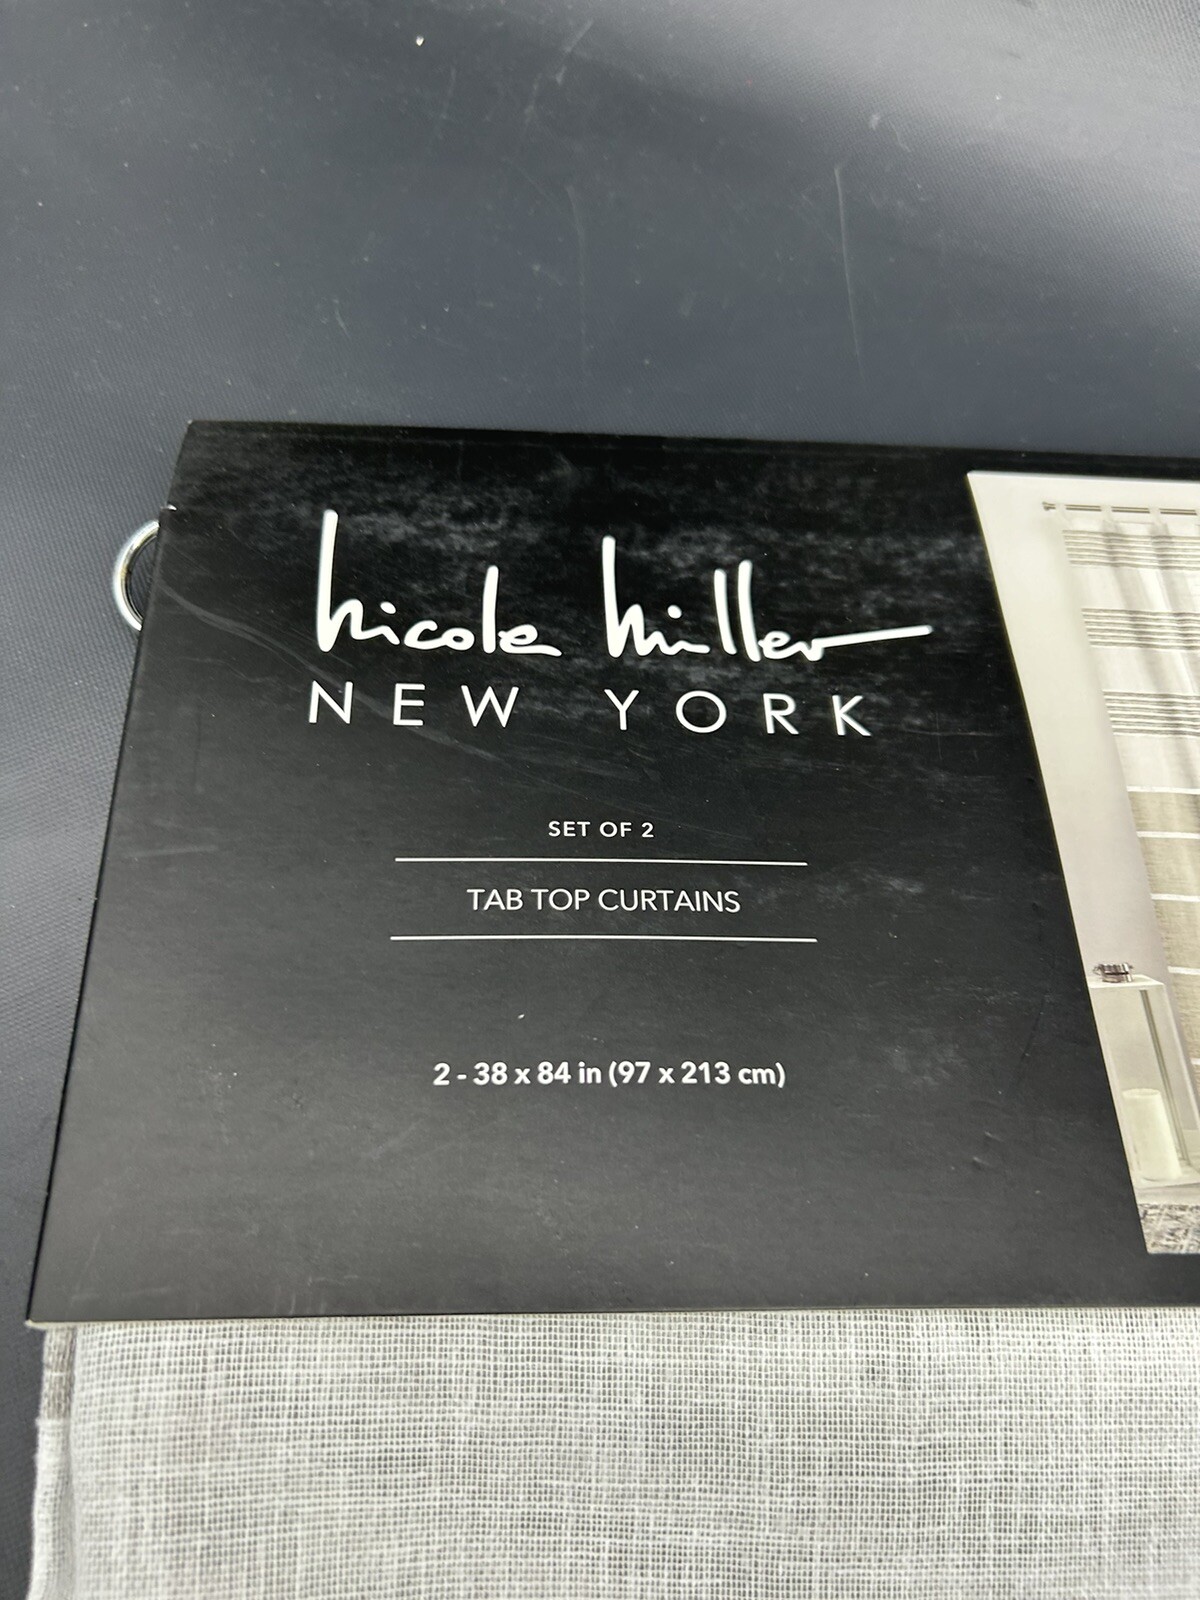 nicole miller
NEW YORK
SET OF 2
TAB TOP CURTAINS
2 - 38 x 84 in (97 x 213 cm)